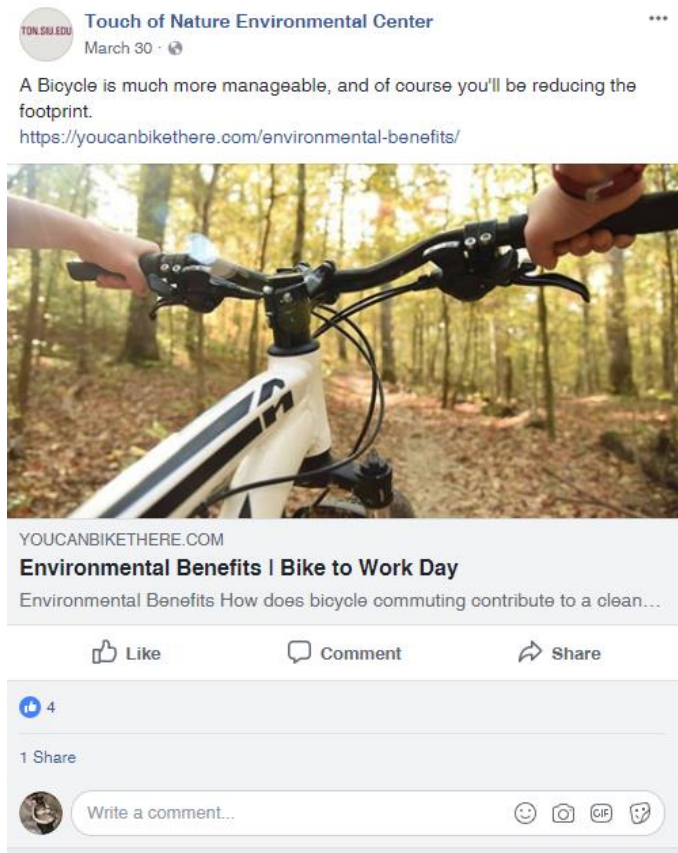 TON.SIU.EDU
Touch of Nature Environmental Center
March 30 ·
A Bicycle is much more manageable, and of course you'll be reducing the
footprint.
https://youcanbikethere.com/environmental-benefits/
YOUCANBIKETHERE.COM
Environmental Benefits | Bike to Work Day
Environmental Benefits How does bicycle commuting contribute to a clean...
Like
Comment
Share
4
1 Share
Write a comment...
GIF